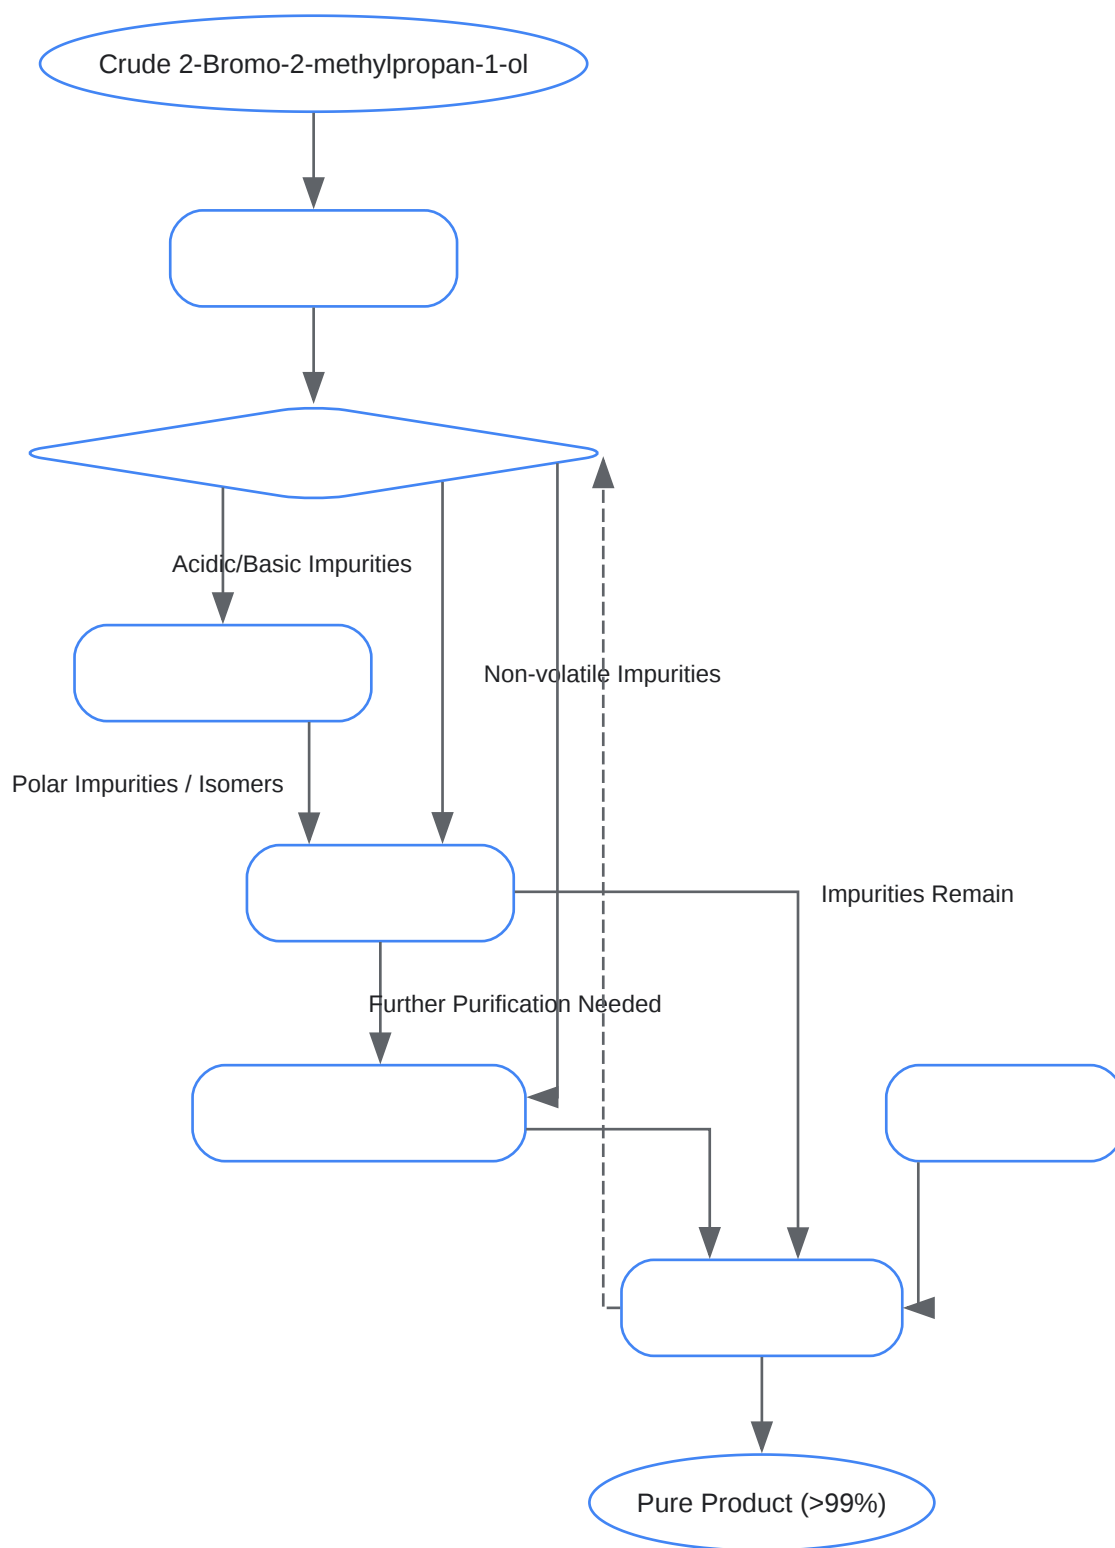 Crude 2-Bromo-2-methylpropan-1-ol
Acidic/Basic Impurities
Non-volatile Impurities
Polar Impurities / Isomers
Impurities Remain
Further Purification Needed
Pure Product (>99%)